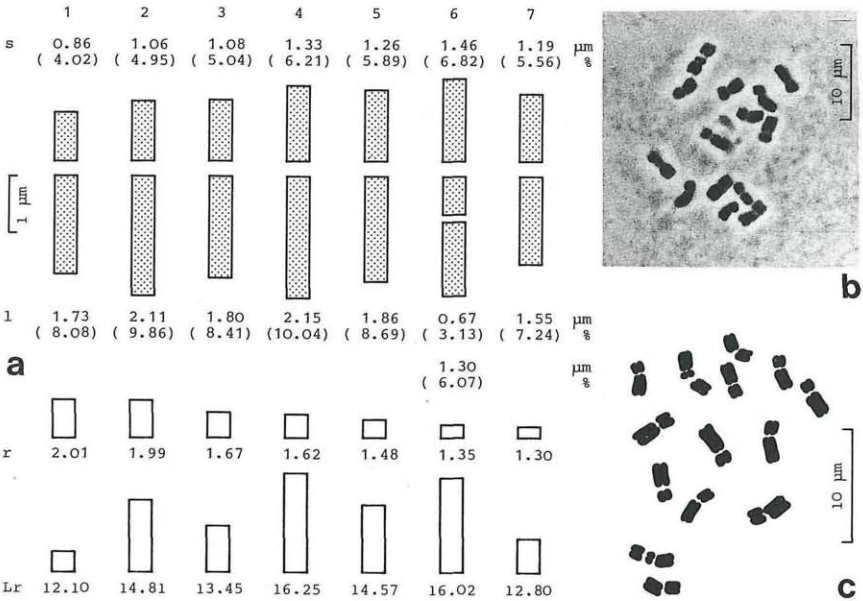 1 2 3 4 5 6 7
s 0.86 1.06 1.08 1.33 1.26 1.46 1.19 µm
( 4.02) ( 4.95) ( 5.04) ( 6.21) ( 5.89) ( 6.82) ( 5.56) %
1 µm
l 1.73 2.11 1.80 2.15 1.86 0.67 1.55 µm
( 8.08) ( 9.86) ( 8.41) (10.04) ( 8.69) ( 3.13) ( 7.24) %
a
1.30 µm
( 6.07) %
r 2.01 1.99 1.67 1.62 1.48 1.35 1.30
Lr 12.10 14.81 13.45 16.25 14.57 16.02 12.80
10 µm
b
10 µm
c